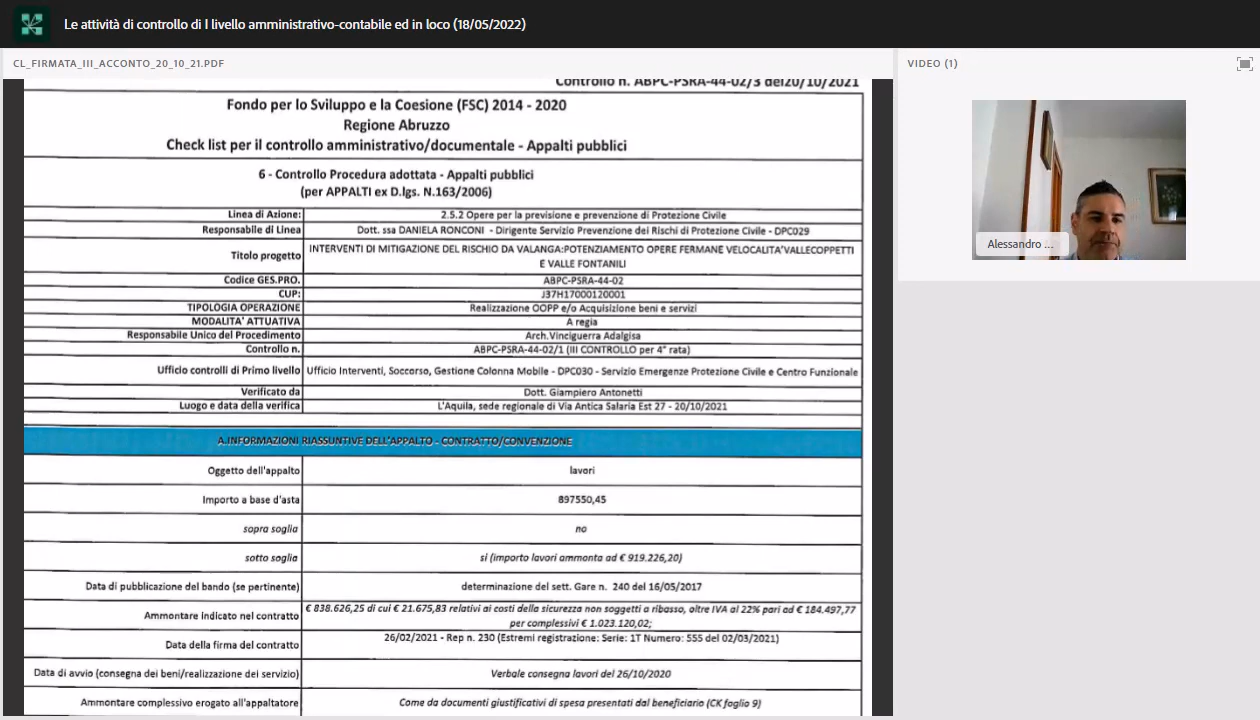 Le attività di controllo di I livello amministrativo-contabile ed in loco (18/05/2022)
CL_FIRMATA_III_ACCONTO_20_10_21.PDF
VIDEO (1)
Controllo n. ABPC-PSRA-44-02/3 del20/10/2021
Fondo per lo Sviluppo e la Coesione (FSC) 2014 - 2020
Regione Abruzzo
Check list per il controllo amministrativo/documentale - Appalti pubblici
6 - Controllo Procedura adottata - Appalti pubblici
(per APPALTI ex D.lgs. N.163/2006)
Linea di Azione: 2.5.2 Opere per la previsione e prevenzione di Protezione Civile
Responsabile di Linea Dott. ssa DANIELA RONCONI - Dirigente Servizio Prevenzione dei Rischi di Protezione Civile - DPC029
Titolo progetto INTERVENTI DI MITIGAZIONE DEL RISCHIO DA VALANGA:POTENZIAMENTO OPERE FERMANE VELOCALITA'VALLECOPPETTI
E VALLE FONTANILI
Codice GES.PRO. ABPC-PSRA-44-02
CUP: J37H17000120001
TIPOLOGIA OPERAZIONE Realizzazione OOPP e/o Acquisizione beni e servizi
MODALITA' ATTUATIVA A regia
Responsabile Unico del Procedimento Arch.Vinciguerra Adalgisa
Controllo n. ABPC-PSRA-44-02/1 (III CONTROLLO per 4° rata)
Ufficio controlli di Primo livello Ufficio Interventi, Soccorso, Gestione Colonna Mobile - DPC030 - Servizio Emergenze Protezione Civile e Centro Funzionale
Verificato da Dott. Giampiero Antonetti
Luogo e data della verifica L'Aquila, sede regionale di Via Antica Salaria Est 27 - 20/10/2021
A.INFORMAZIONI RIASSUNTIVE DELL'APPALTO - CONTRATTO/CONVENZIONE
Oggetto dell'appalto lavori
Importo a base d'asta 897550,45
sopra soglia no
sotto soglia si (importo lavori ammonta ad € 919.226,20)
Data di pubblicazione del bando (se pertinente) determinazione del sett. Gare n. 240 del 16/05/2017
Ammontare indicato nel contratto € 838.626,25 di cui € 21.675,83 relativi ai costi della sicurezza non soggetti a ribasso, oltre IVA al 22% pari ad € 184.497,77
per complessivi € 1.023.120,02;
Data della firma del contratto 26/02/2021 - Rep n. 230 (Estremi registrazione: Serie: 1T Numero: 555 del 02/03/2021)
Data di avvio (consegna dei beni/realizzazione dei servizio) Verbale consegna lavori del 26/10/2020
Ammontare complessivo erogato all'appaltatore Come da documenti giustificativi di spesa presentati dal beneficiario (CK foglio 9)
Alessandro ...